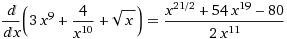 d/dx(3 x^9 + 4/x^10 + √x) = (x^(21/2) + 54 x^19 − 80)/(2 x^11)